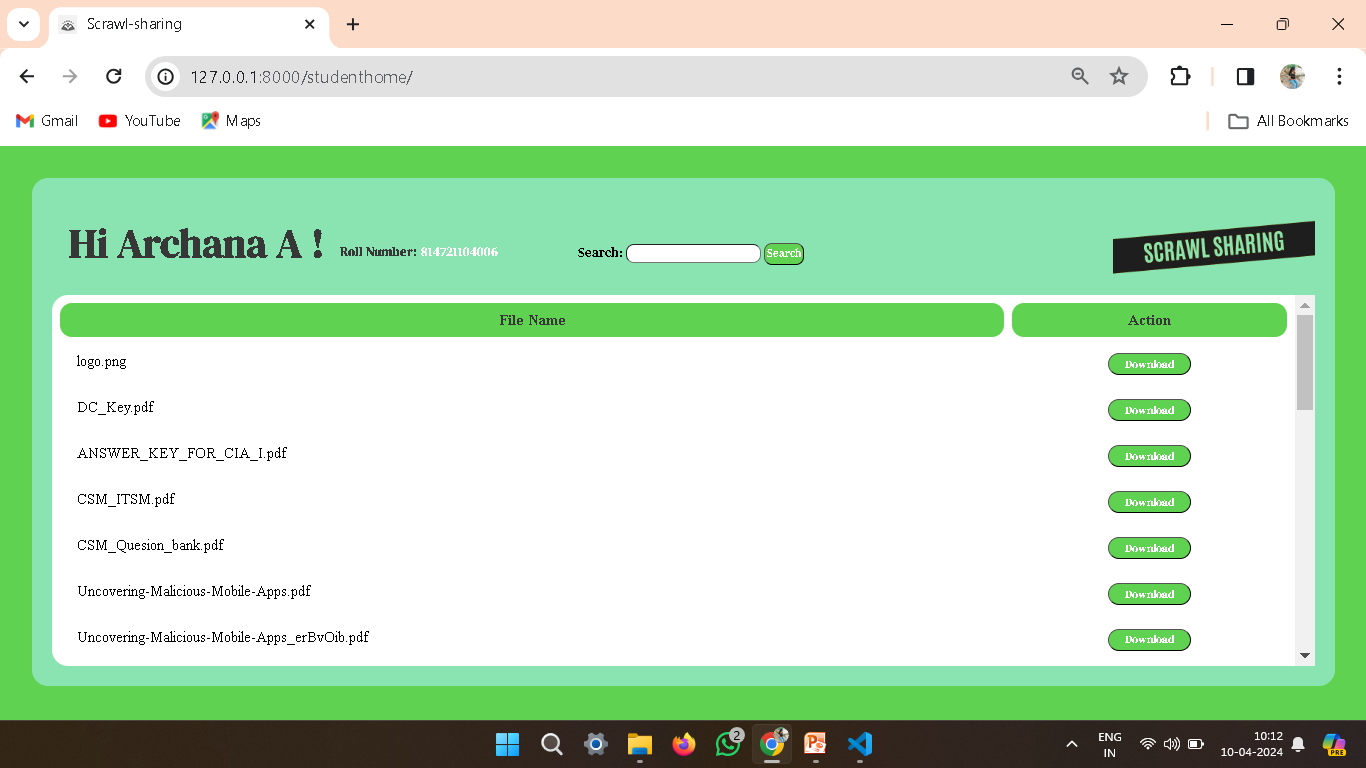 Scrawl-sharing
127.0.0.1:8000/studenthome/
Gmail YouTube Maps All Bookmarks
Hi Archana A ! Roll Number: 814721104006 Search: Search SCRAWL SHARING
File Name Action
logo.png Download
DC_Key.pdf Download
ANSWER_KEY_FOR_CIA_I.pdf Download
CSM_ITSM.pdf Download
CSM_Quesion_bank.pdf Download
Uncovering-Malicious-Mobile-Apps.pdf Download
Uncovering-Malicious-Mobile-Apps_erBvOib.pdf Download
2 ENG 10:12
IN 10-04-2024 PRE